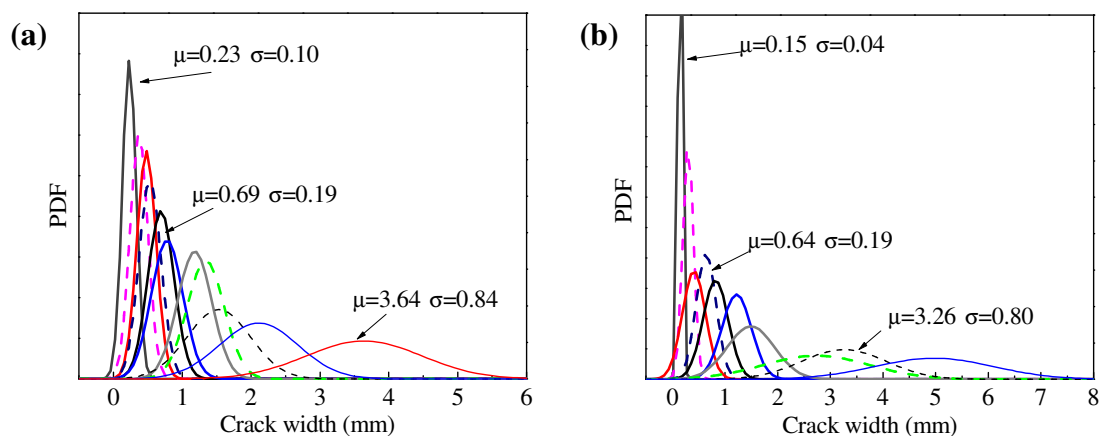 (a)
μ=0.23 σ=0.10
μ=0.69 σ=0.19
μ=3.64 σ=0.84
PDF
0 1 2 3 4 5 6
Crack width (mm)
(b)
μ=0.15 σ=0.04
μ=0.64 σ=0.19
μ=3.26 σ=0.80
PDF
0 1 2 3 4 5 6 7 8
Crack width (mm)